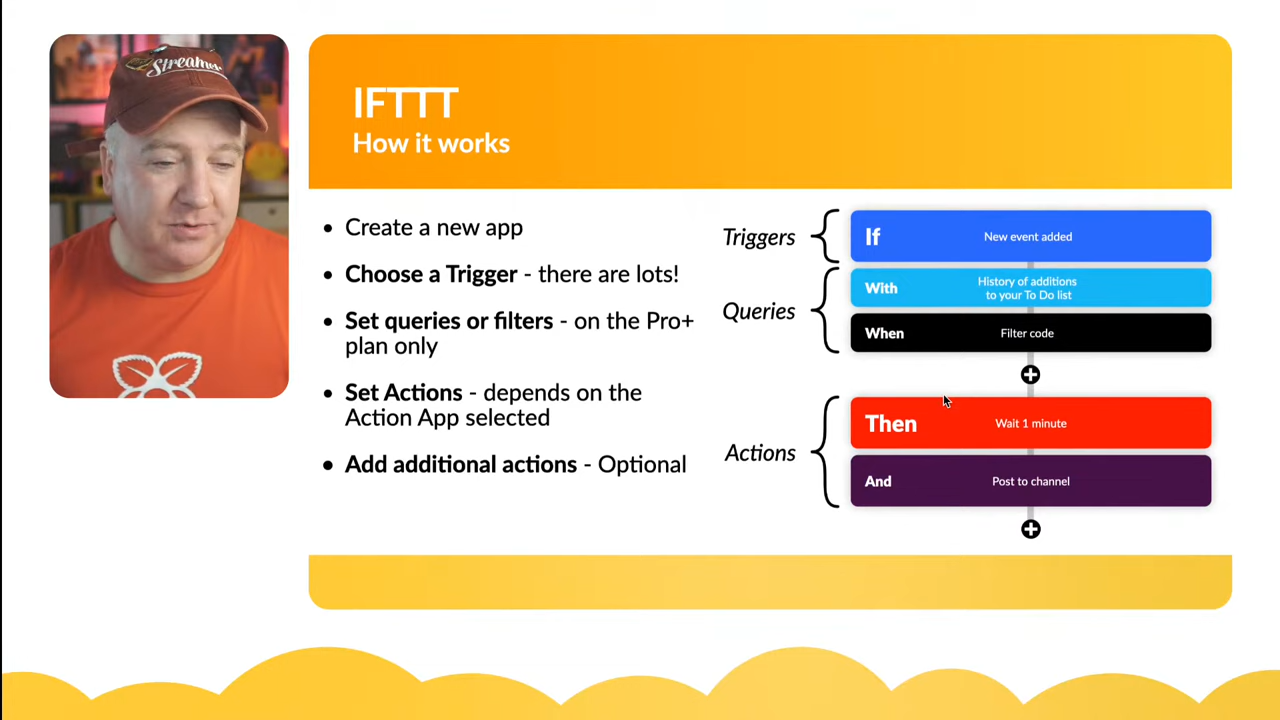 Streamer
IFTTT
How it works
• Create a new app
• Choose a Trigger - there are lots!
• Set queries or filters - on the Pro+
plan only
• Set Actions - depends on the
Action App selected
• Add additional actions - Optional
Triggers
If
New event added
Queries
With
History of additions
to your To Do list
When
Filter code
Actions
Then
Wait 1 minute
And
Post to channel